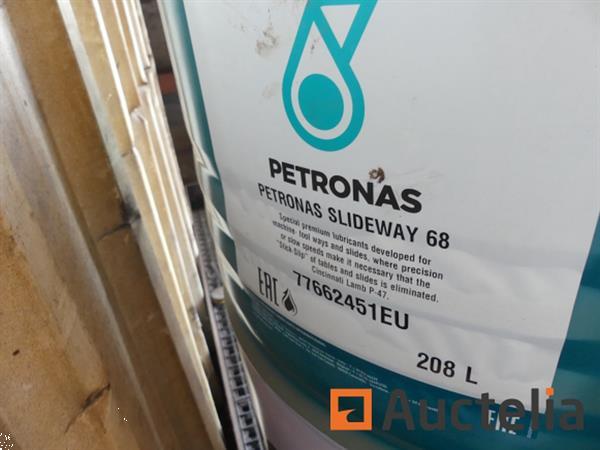 PETRONAS
PETRONAS SLIDEWAY 68
Special premium lubricants developed for
machine- tool ways and slides, where precision
or slow speeds make it necessary that the
"Stick-Slip" of tables and slides is eliminated.
Cincinnati Lamb P-47.
EAC
77662451EU
208 L
Auctelia